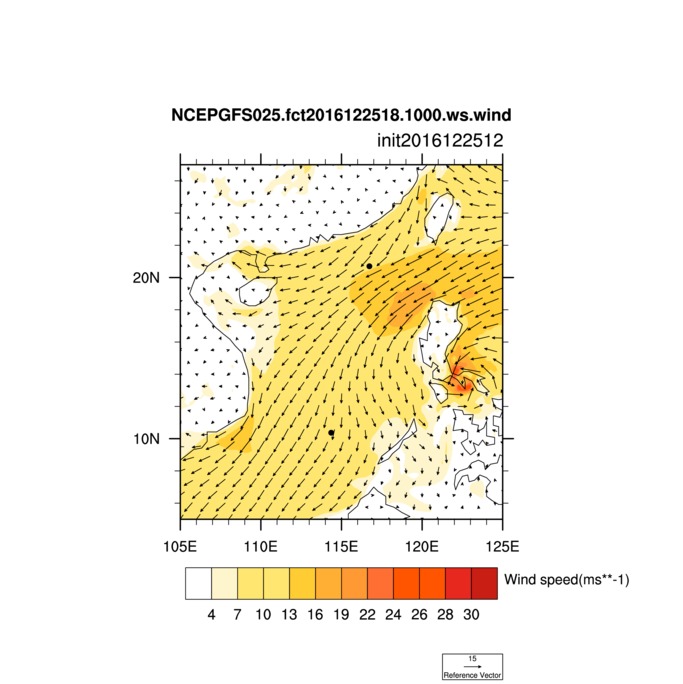 NCEPGFS025.fct2016122518.1000.ws.wind
init2016122512
20N
10N
105E 110E 115E 120E 125E
Wind speed(ms**-1)
4 7 10 13 16 19 22 24 26 28 30
15
Reference Vector